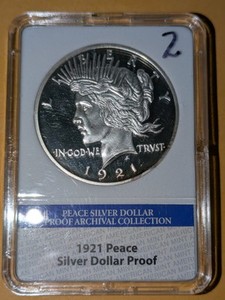 2
LIBERTY
IN GOD WE TRVST
1921
PEACE SILVER DOLLAR
PROOF ARCHIVAL COLLECTION
1921 Peace
Silver Dollar Proof